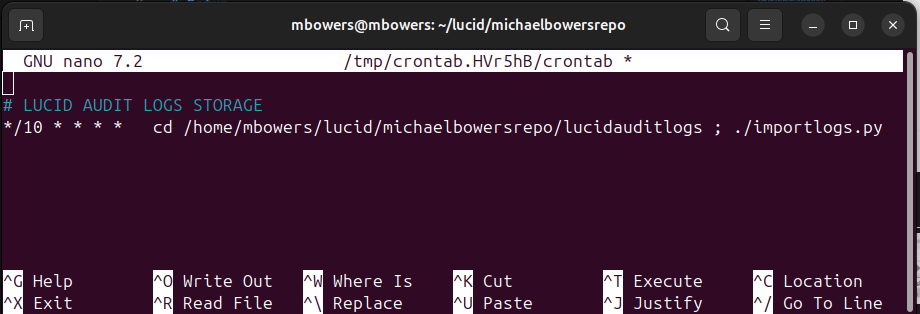 mbowers@mbowers: ~/lucid/michaelbowersrepo
GNU nano 7.2 /tmp/crontab.HVr5hB/crontab *
# LUCID AUDIT LOGS STORAGE
*/10 * * * * cd /home/mbowers/lucid/michaelbowersrepo/lucidauditlogs ; ./importlogs.py
^G Help ^O Write Out ^W Where Is ^K Cut ^T Execute ^C Location
^X Exit ^R Read File ^\ Replace ^U Paste ^J Justify ^/ Go To Line